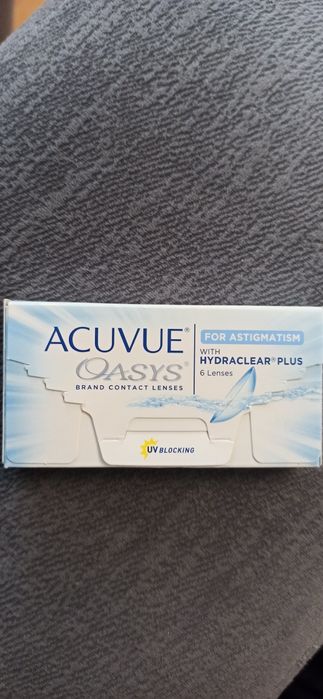 ACUVUE®
OASYS®
BRAND CONTACT LENSES
FOR ASTIGMATISM
WITH
HYDRACLEAR® PLUS
6 Lenses
UV BLOCKING